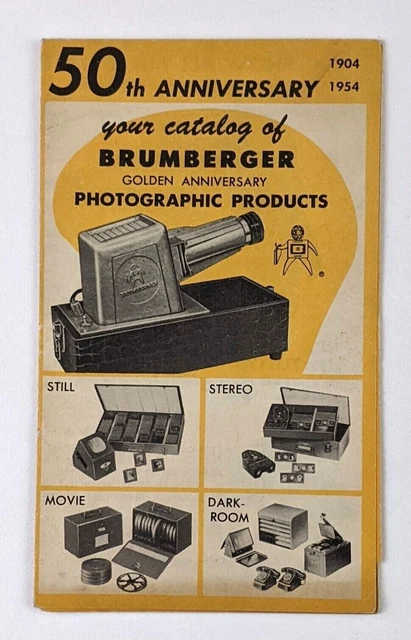 50th ANNIVERSARY
1904
1954
your catalog of
BRUMBERGER
GOLDEN ANNIVERSARY
PHOTOGRAPHIC PRODUCTS
®
STILL
STEREO
MOVIE
DARK-
ROOM